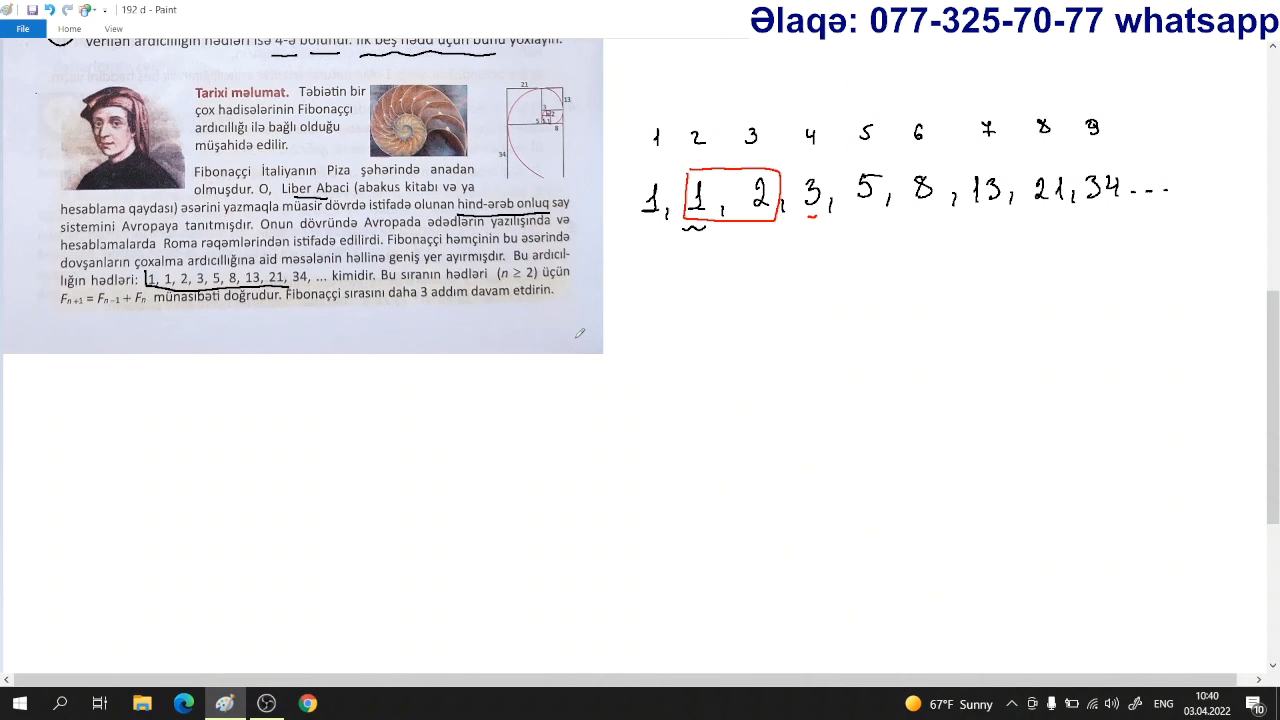 192 d - Paint
Əlaqə: 077-325-70-77 whatsapp
File Home View
verilən ardıcıllığın hədləri isə 4-ə bölünür. İlk beş hədd üçün bunu yoxlayın.
Tarixi məlumat. Təbiətin bir
çox hadisələrinin Fibonaççı
ardıcıllığı ilə bağlı olduğu
müşahidə edilir.
21
13
8
5
34
Fibonaççi İtaliyanın Piza şəhərində anadan
olmuşdur. O, Liber Abaci (abakus kitabı və ya
hesablama qaydası) əsərini yazmaqla müasir dövrdə istifadə olunan hind-ərəb onluq say
sistemini Avropaya tanıtmışdır. Onun dövründə Avropada ədədlərin yazılışında və
hesablamalarda Roma rəqəmlərindən istifadə edilirdi. Fibonaççi həmçinin bu əsərində
dovşanların çoxalma ardıcıllığına aid məsələnin həllinə geniş yer ayırmışdır. Bu ardıcıl-
lığın hədləri: 1, 1, 2, 3, 5, 8, 13, 21, 34, ... kimidir. Bu sıranın hədləri (n ≥ 2) üçün
Fn+1 = Fn−1 + Fn münasibəti doğrudur. Fibonaççi sırasını daha 3 addım davam etdirin.
1 2 3 4 5 6 7 8 9
1, 1, 2, 3, 5, 8, 13, 21, 34 ---
67°F Sunny
ENG
10:40
03.04.2022
10